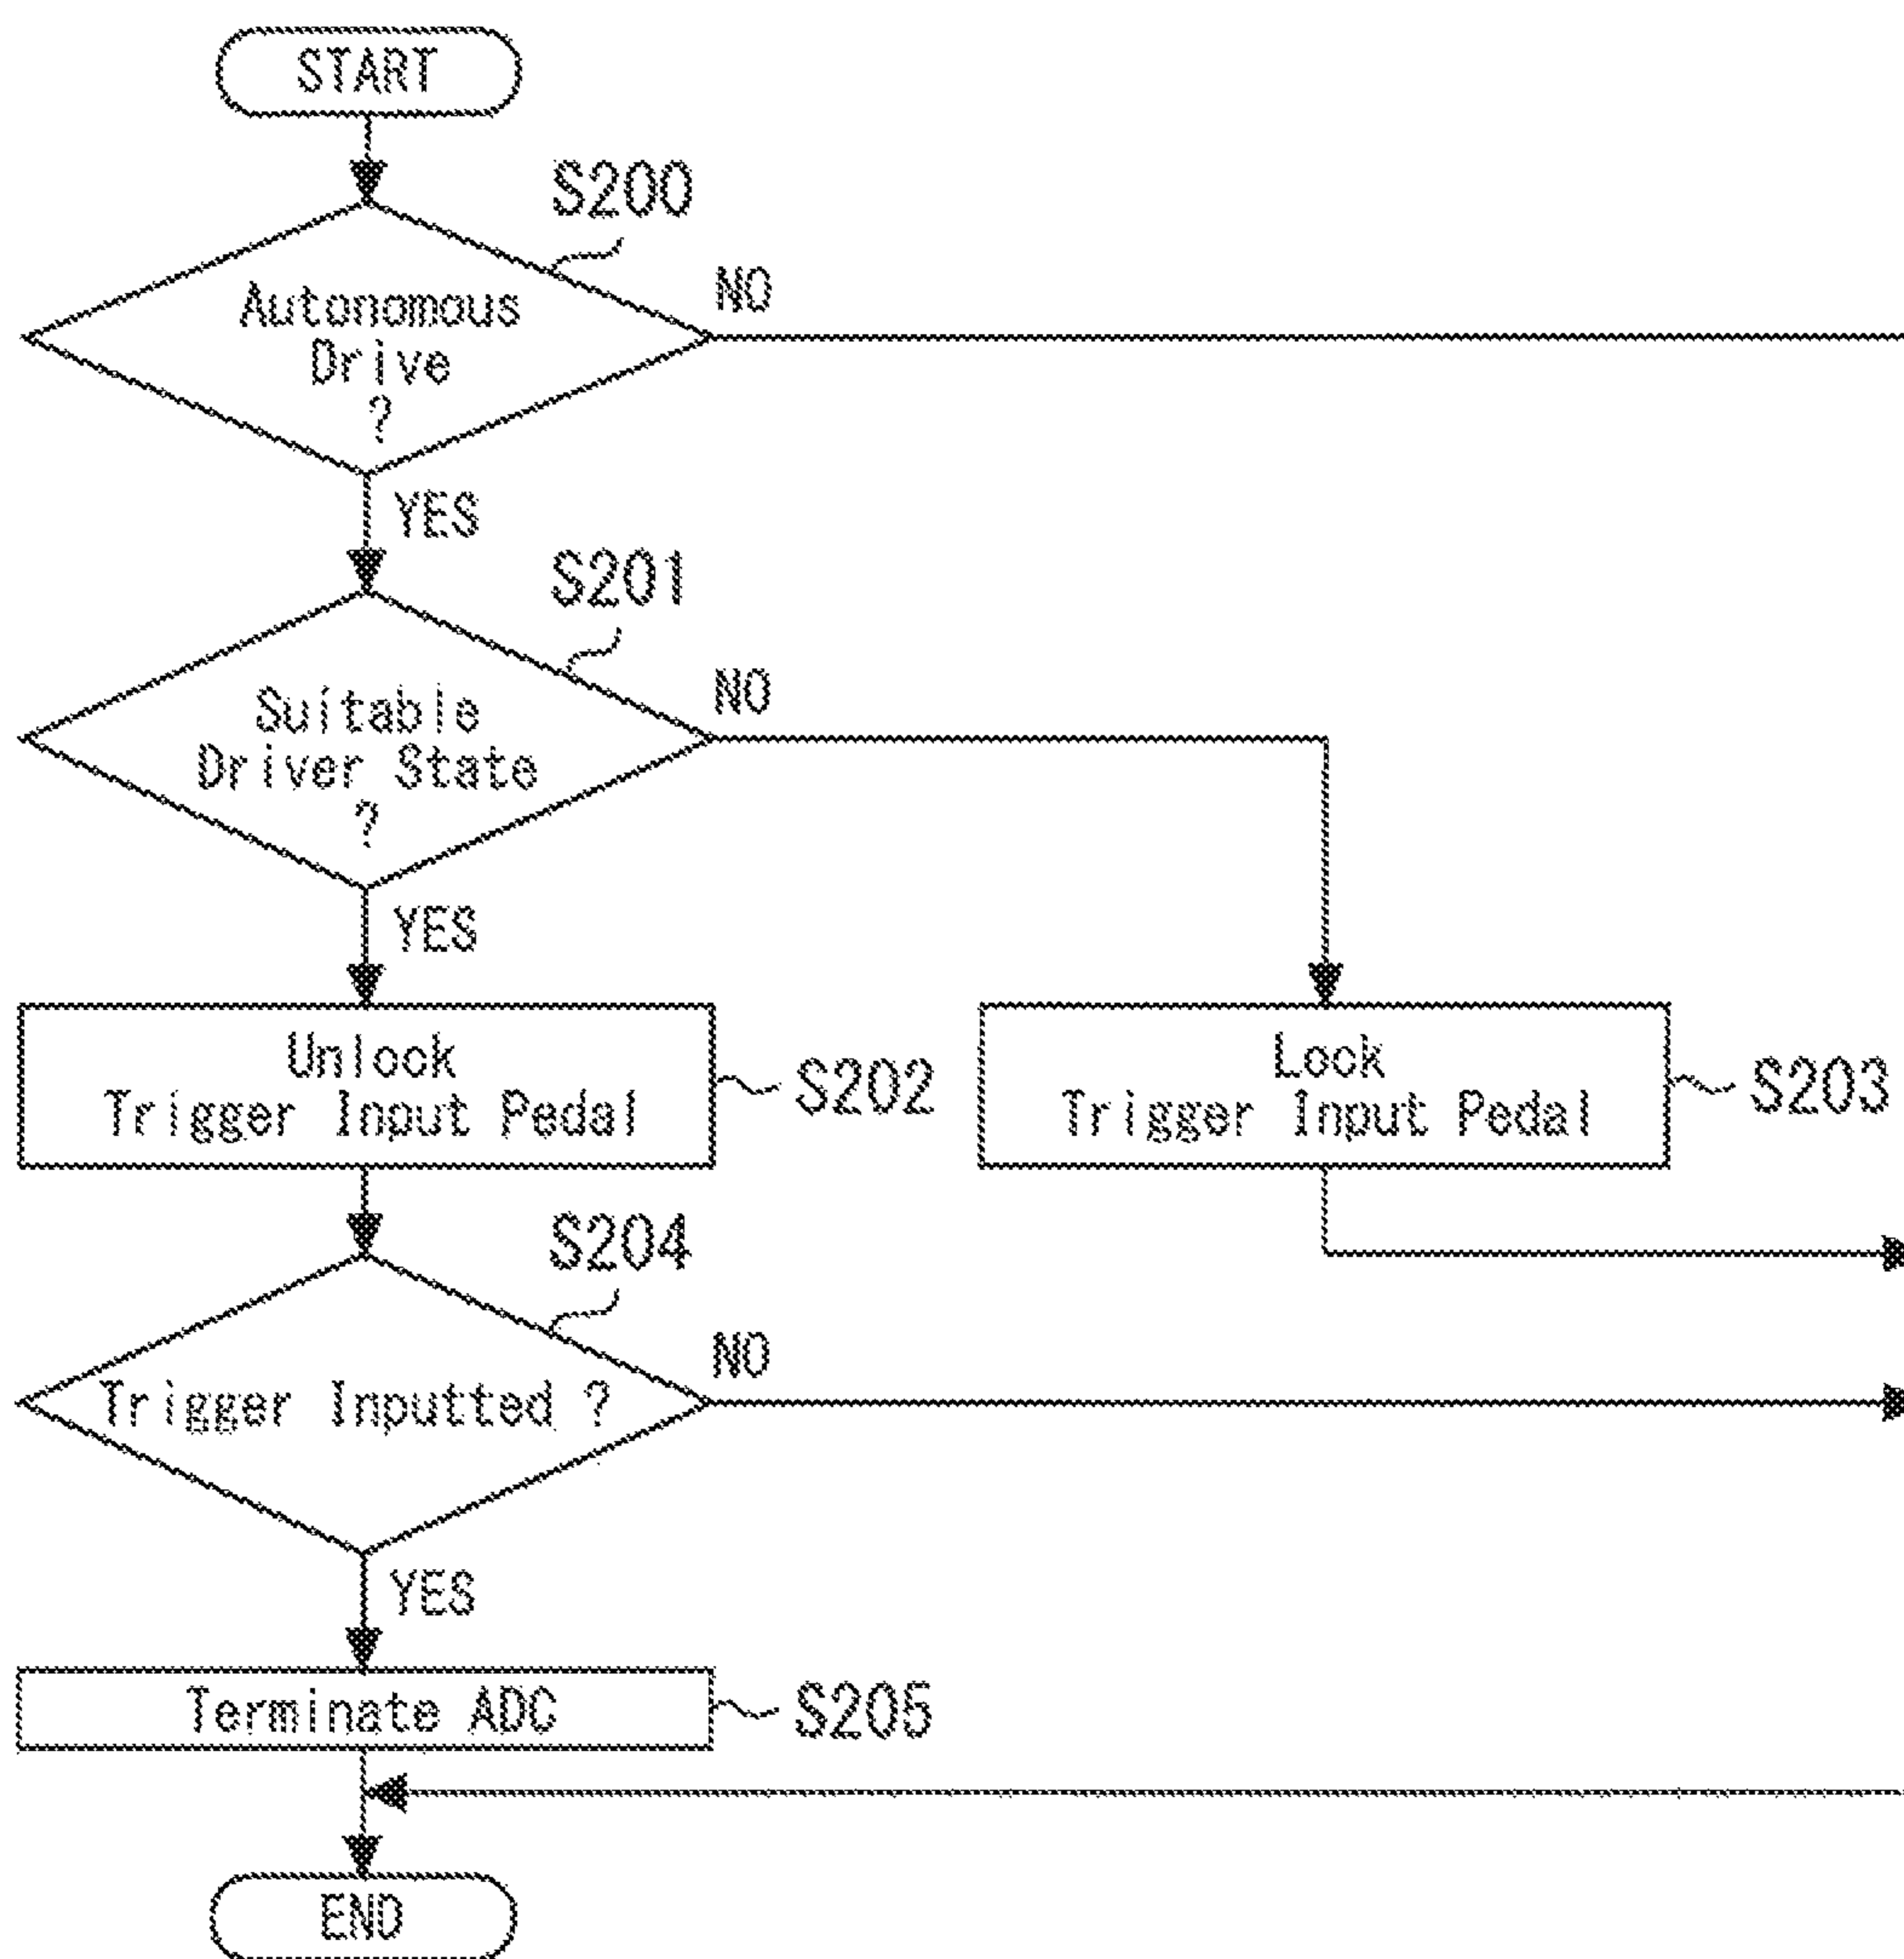 START
S200
Autonomous
Drive
?
NO
YES
S201
Suitable
Driver State
?
NO
YES
Unlock
Trigger Input Pedal
S202
Lock
Trigger Input Pedal
S203
S204
Trigger Inputted ?
NO
YES
Terminate ADC
S205
END